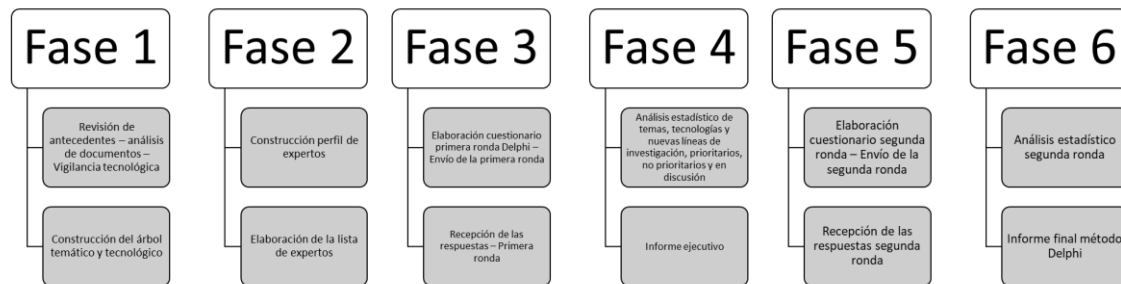 Fase 1
Revisión de
antecedentes – análisis
de documentos –
Vigilancia tecnológica
Construcción del árbol
temático y tecnológico
Fase 2
Construcción perfil de
expertos
Elaboración de la lista
de expertos
Fase 3
Elaboración cuestionario
primera ronda Delphi –
Envío de la primera ronda
Recepción de las
respuestas – Primera
ronda
Fase 4
Análisis estadístico de
temas, tecnologías y
nuevas líneas de
investigación, prioritarios,
no prioritarios y en
discusión
Informe ejecutivo
Fase 5
Elaboración
cuestionario segunda
ronda – Envío de la
segunda ronda
Recepción de las
respuestas segunda
ronda
Fase 6
Análisis estadístico
segunda ronda
Informe final método
Delphi